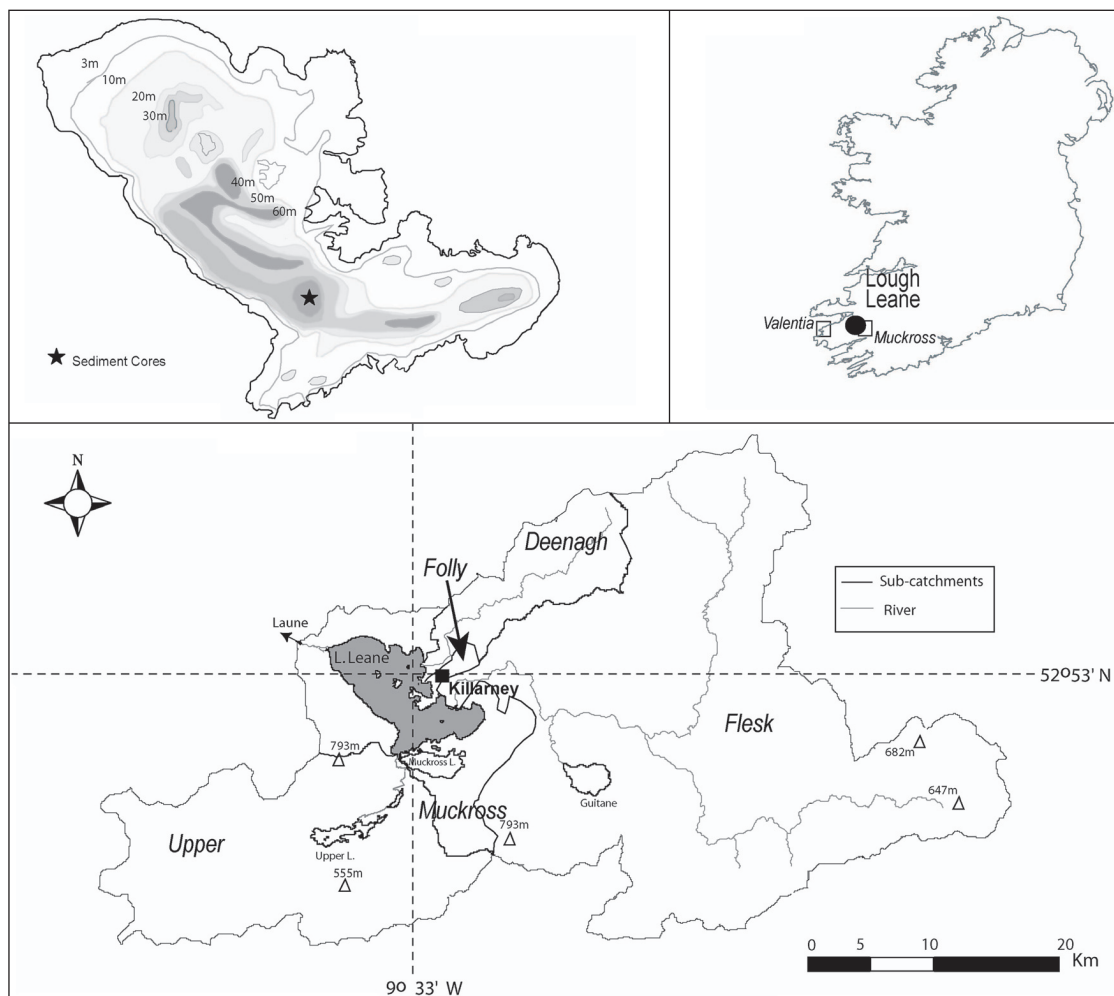 3m
10m
20m
30m
40m
50m
60m
Sediment Cores
Lough
Leane
Valentia
Muckross
N
Deenagh
Folly
Sub-catchments
River
Laune
L. Leane
52º53' N
Killarney
Flesk
793m
682m
Muckross L.
647m
Guitane
Muckross
Upper
793m
Upper L.
555m
0 5 10 20
Km
9º 33' W